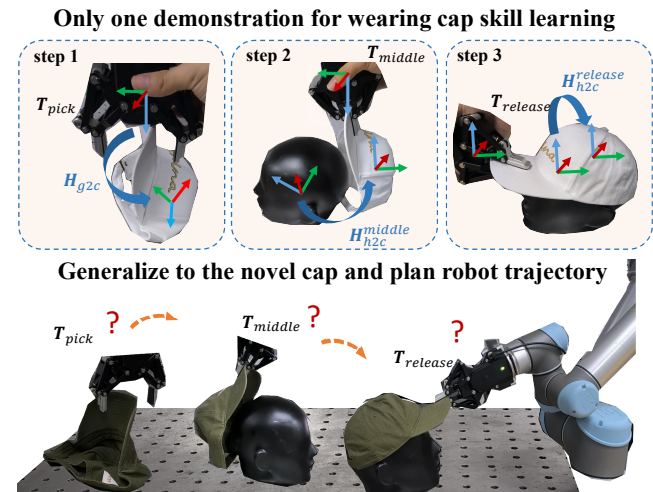 Only one demonstration for wearing cap skill learning
step 1
T_pick
H_g2c
step 2
T_middle
H_h2c^middle
step 3
T_release
H_h2c^release
Generalize to the novel cap and plan robot trajectory
T_pick
?
T_middle
?
T_release
?